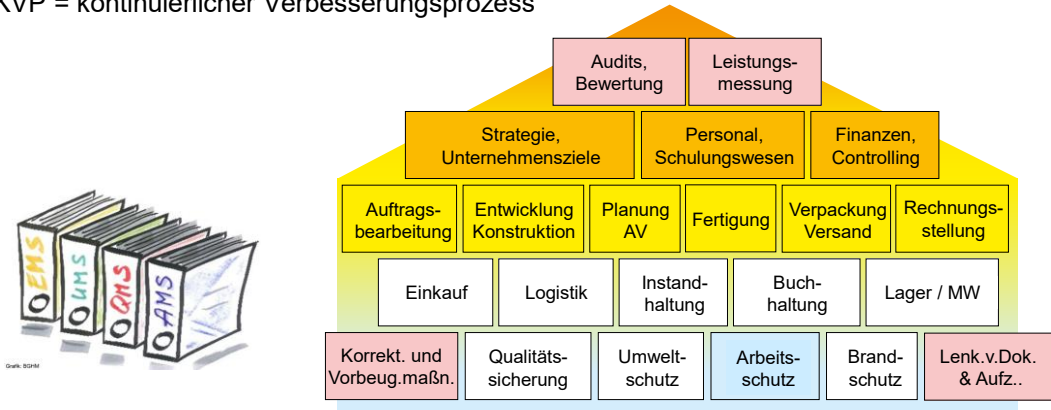 KVP = kontinuierlicher Verbesserungsprozess
Audits,
Bewertung
Leistungs-
messung
Strategie,
Unternehmensziele
Personal,
Schulungswesen
Finanzen,
Controlling
Auftrags-
bearbeitung
Entwicklung
Konstruktion
Planung
AV
Fertigung
Verpackung
Versand
Rechnungs-
stellung
Einkauf
Logistik
Instand-
haltung
Buch-
haltung
Lager / MW
Korrekt. und
Vorbeug.maßn.
Qualitäts-
sicherung
Umwelt-
schutz
Arbeits-
schutz
Brand-
schutz
Lenk.v.Dok.
& Aufz..
EMS
UMS
QMS
AMS
Grafik: BGHM